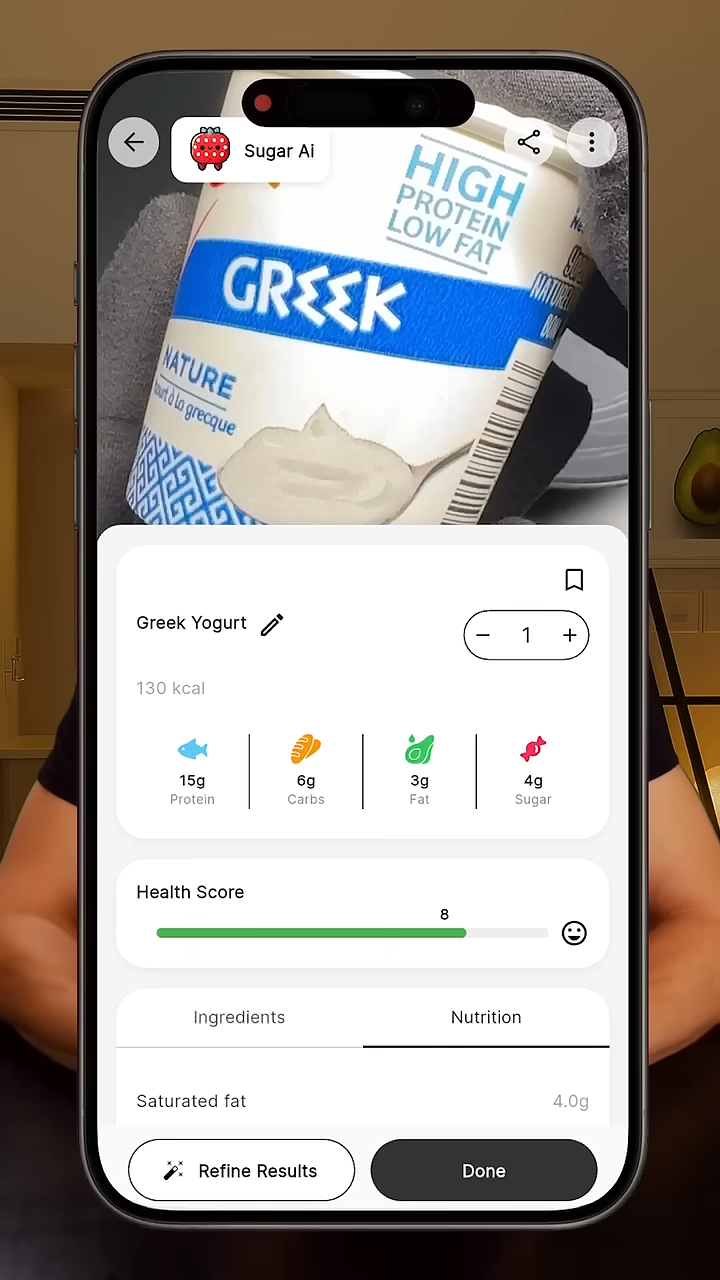 Sugar Ai
HIGH
PROTEIN
LOW FAT
GREEK
NATURE
à la grecque
Greek Yogurt
1
130 kcal
15g
Protein
6g
Carbs
3g
Fat
4g
Sugar
Health Score
8
Ingredients
Nutrition
Saturated fat
4.0g
Refine Results
Done